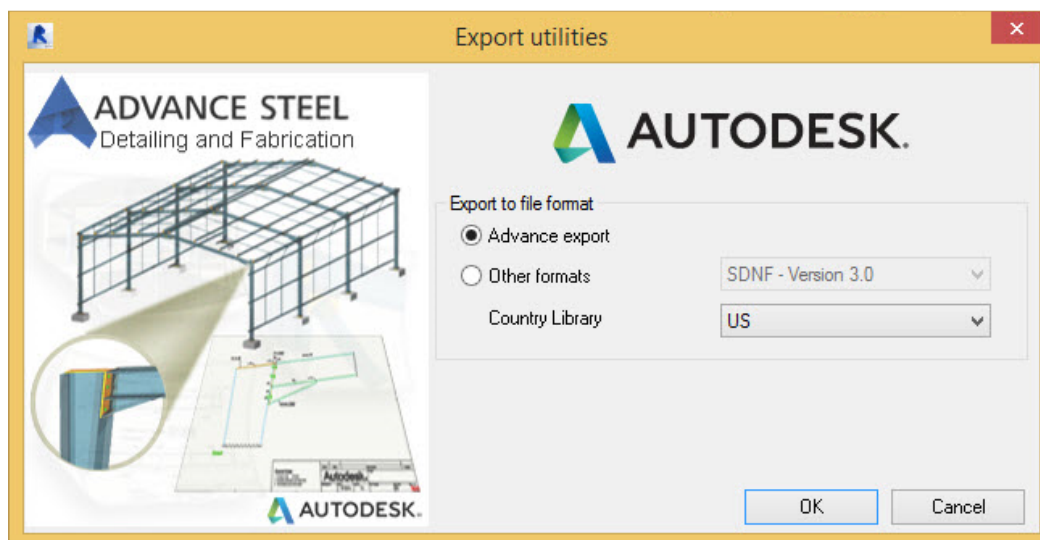 Export utilities
ADVANCE STEEL
Detailing and Fabrication
AUTODESK.
Export to file format
Advance export
Other formats
SDNF - Version 3.0
Country Library
US
Autodesk
AUTODESK.
OK
Cancel